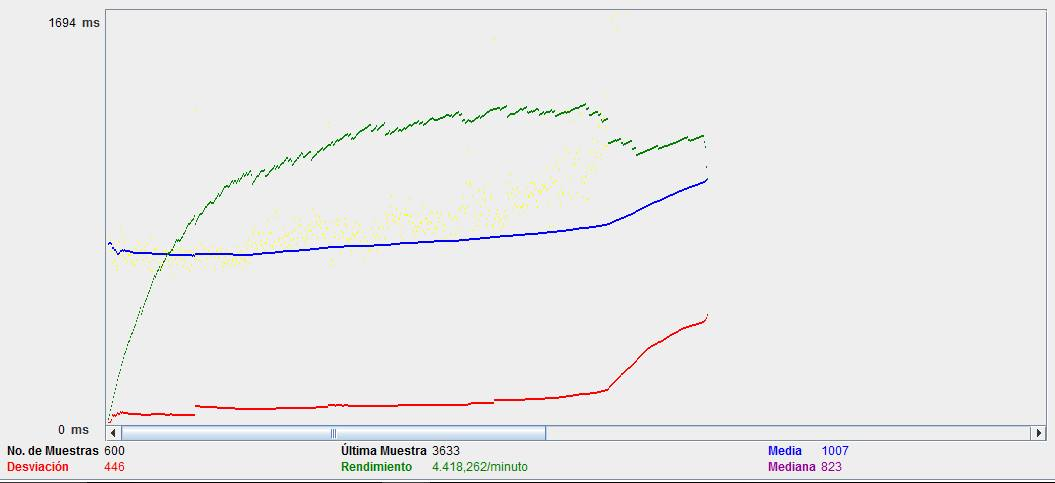 1694 ms
0 ms
No. de Muestras 600 Última Muestra 3633 Media 1007
Desviación 446 Rendimiento 4.418,262/minuto Mediana 823